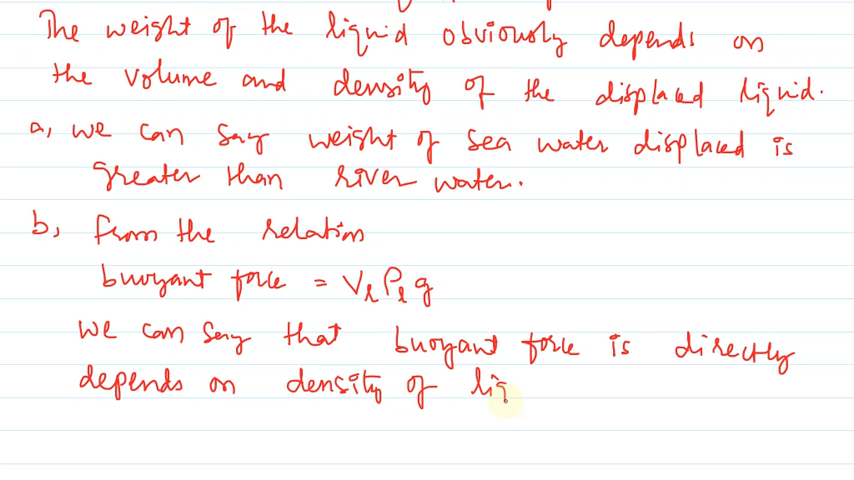 The weight of the liquid obviously depends on
the volume and density of the displaced liquid.
a, we can say weight of sea water displaced is
greater than river water.
b, from the relation
buoyant force = Vₗ ρₗ g
we can say that buoyant force is directly
depends on density of liq